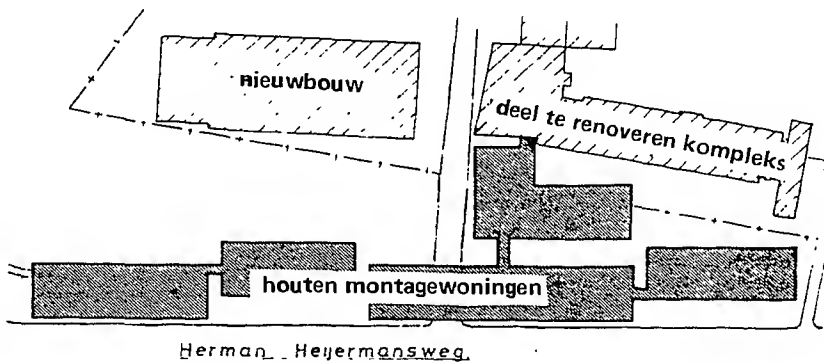 nieuwbouw
deel te renoveren kompleks
houten montagewoningen
Herman Heijermansweg